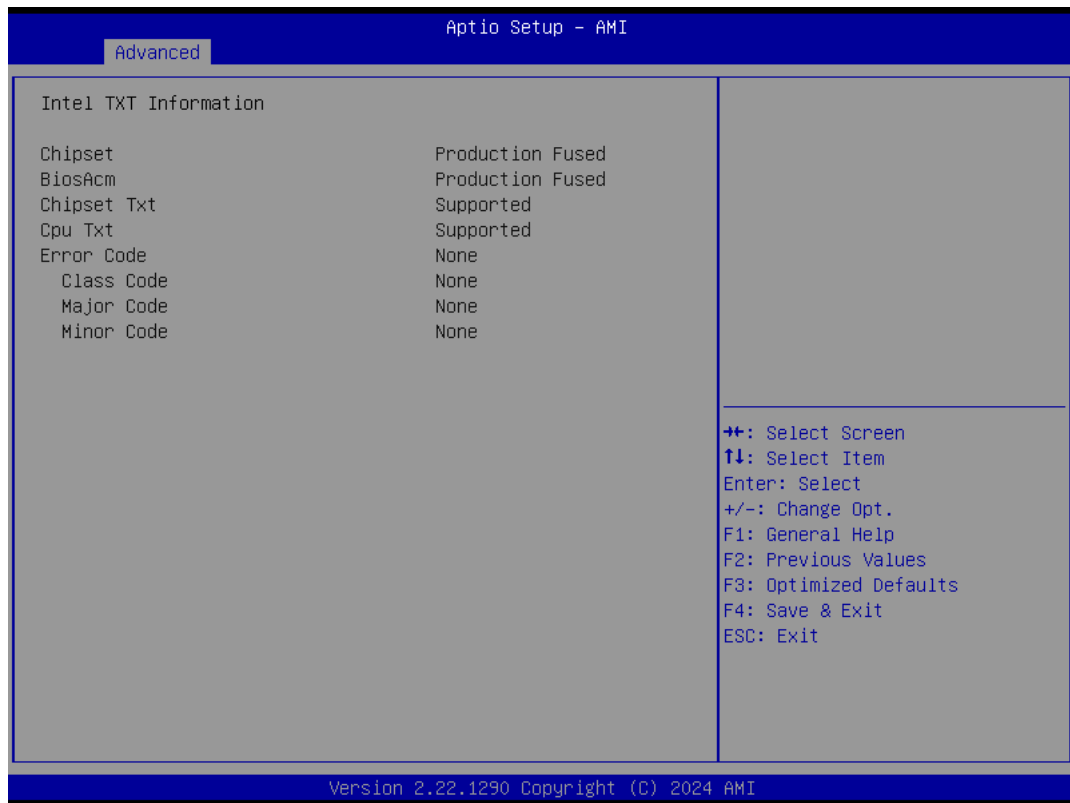 Aptio Setup – AMI
Advanced
Intel TXT Information
Chipset Production Fused
BiosAcm Production Fused
Chipset Txt Supported
Cpu Txt Supported
Error Code None
Class Code None
Major Code None
Minor Code None
→←: Select Screen
↑↓: Select Item
Enter: Select
+/-: Change Opt.
F1: General Help
F2: Previous Values
F3: Optimized Defaults
F4: Save & Exit
ESC: Exit
Version 2.22.1290 Copyright (C) 2024 AMI